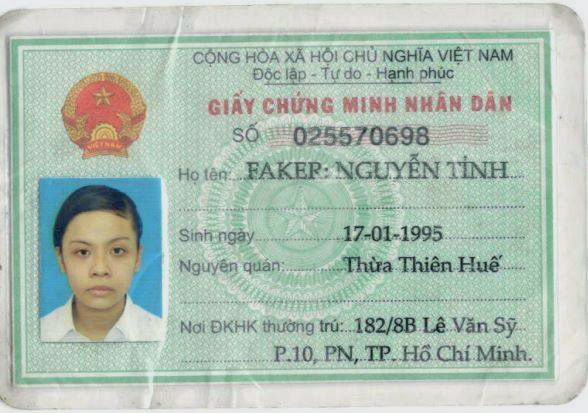 CỘNG HÒA XÃ HỘI CHỦ NGHĨA VIỆT NAM
Độc lập - Tự do - Hạnh phúc
GIẤY CHỨNG MINH NHÂN DÂN
SỐ 025570698
Họ tên: FAKEP: NGUYỄN TỈNH
Sinh ngày 17-01-1995
Nguyên quán: Thừa Thiên Huế
Nơi ĐKHK thường trú: 182/8B Lê Văn Sỹ
P.10, PN, TP. Hồ Chí Minh.
VIỆT NAM